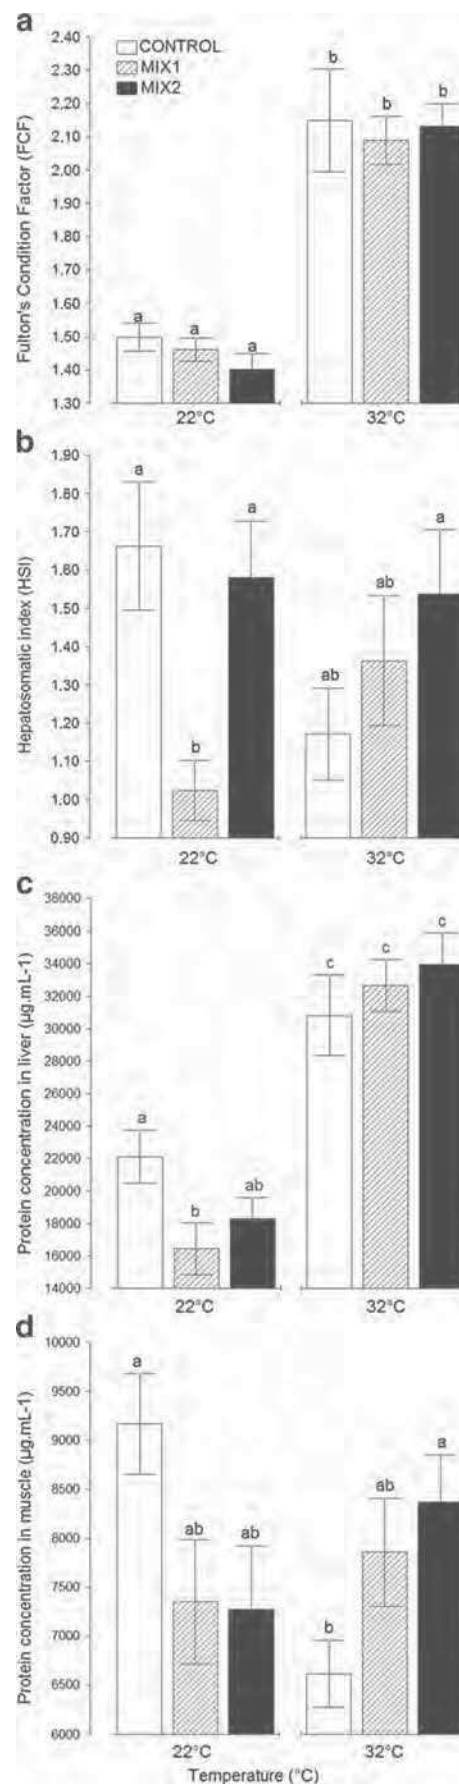 a
2.40
2.30
2.20
2.10
2.00
1.90
1.80
1.70
1.60
1.50
1.40
1.30
Fulton's Condition Factor (FCF)
CONTROL
MIX1
MIX2
a
a
a
b
b
b
22°C
32°C
b
1.90
1.70
1.60
1.50
1.40
1.30
1.10
1.00
0.90
Hepatosomatic index (HSI)
a
b
a
ab
ab
a
22°C
32°C
c
38000
36000
34000
32000
30000
28000
26000
24000
22000
20000
18000
16000
14000
Protein concentration in liver (µg.mL-1)
a
b
ab
c
c
c
22°C
32°C
d
10000
9500
9000
8500
8000
7500
7000
6500
6000
Protein concentration in muscle (µg.mL-1)
a
ab
ab
b
ab
a
22°C
32°C
Temperature (°C)